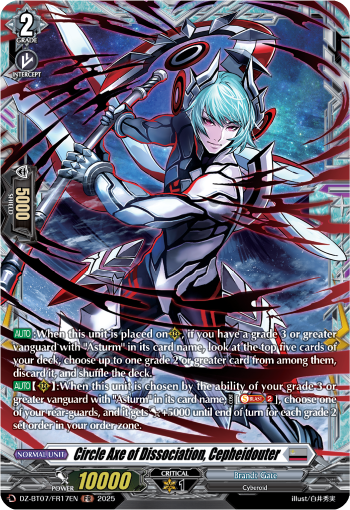 2
GRADE
INTERCEPT
5000
SHIELD
AUTO :When this unit is placed on R, if you have a grade 3 or greater
vanguard with "Asturm" in its card name, look at the top five cards of
your deck, choose up to one grade 2 or greater card from among them,
discard it, and shuffle the deck.
AUTO [R]:When this unit is chosen by the ability of your grade 3 or
greater vanguard with "Asturm" in its card name, COST [BLAST 2], choose one
of your rear-guards, and it gets +5000 until end of turn for each grade 2
set order in your order zone.
NORMAL UNIT
Circle Axe of Dissociation, Cepheidouter
POWER 10000
CRITICAL
1
Brandt Gate
Cyberoid
DZ-BT07/FR17EN FR 2025
illust/白井秀実